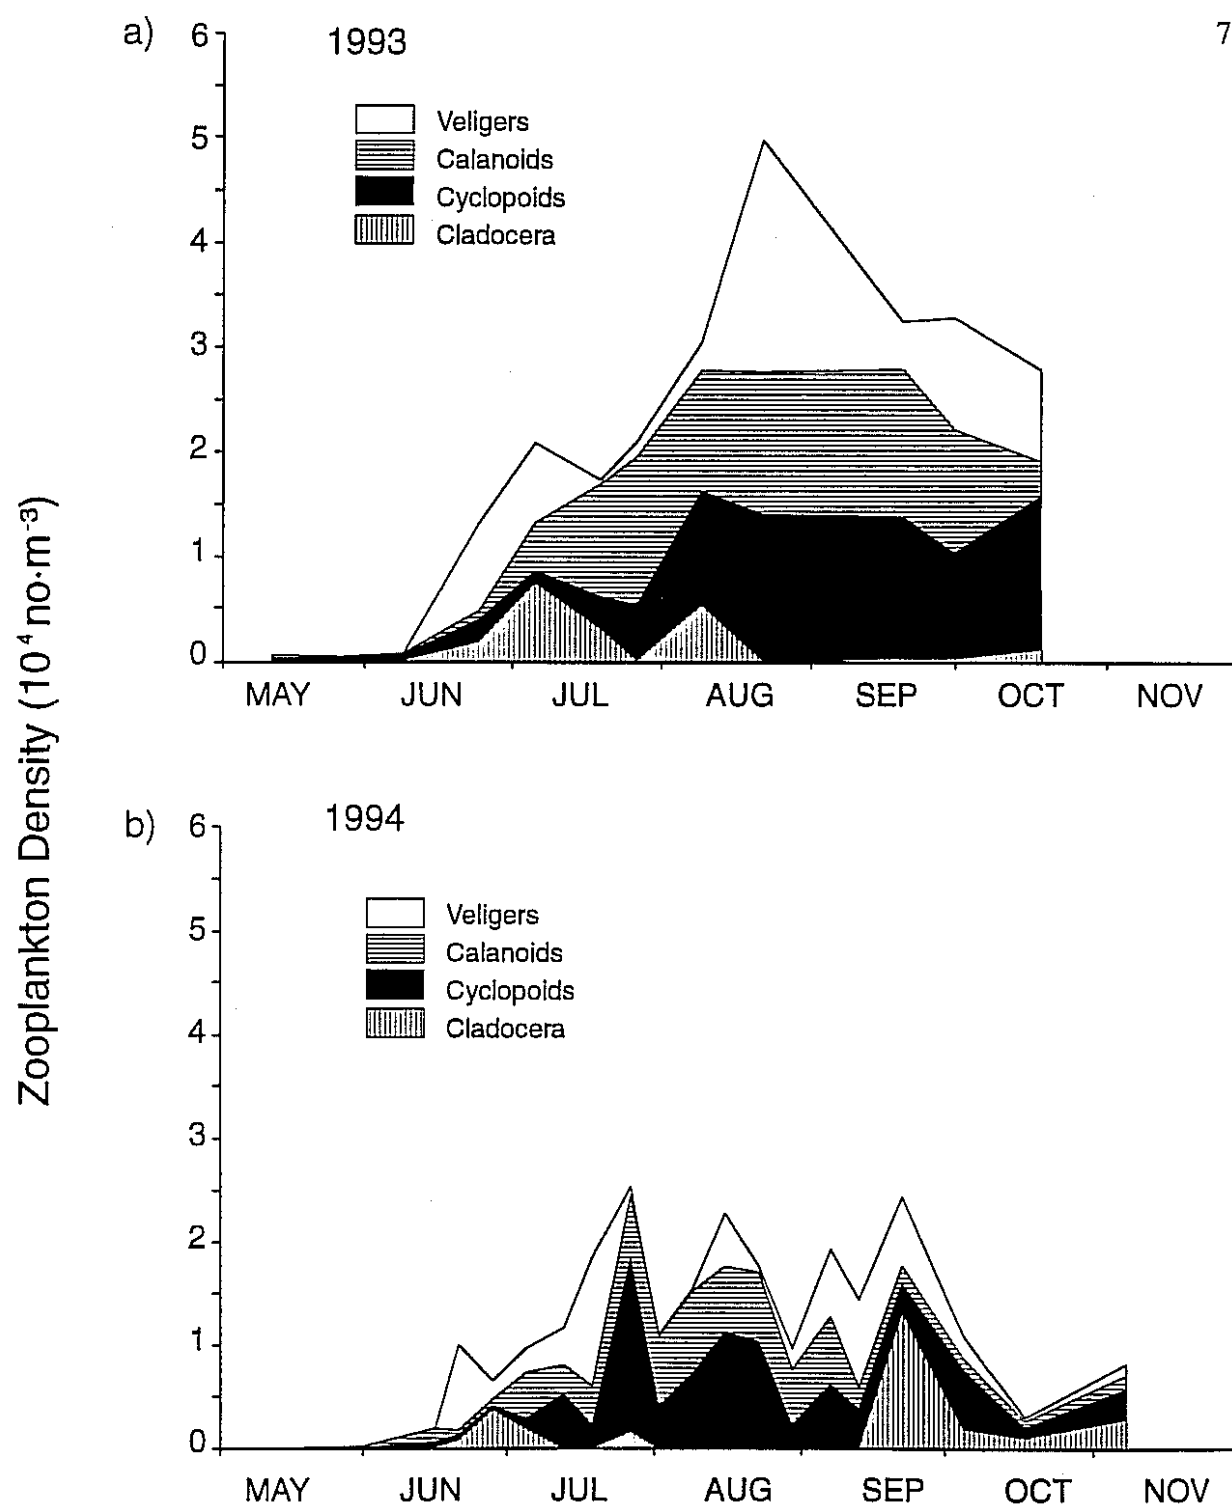 7
a) 1993
6
5
4
3
2
1
0
Veligers
Calanoids
Cyclopoids
Cladocera
MAY JUN JUL AUG SEP OCT NOV
Zooplankton Density (10⁴ no·m⁻³)
b) 1994
6
5
4
3
2
1
0
Veligers
Calanoids
Cyclopoids
Cladocera
MAY JUN JUL AUG SEP OCT NOV